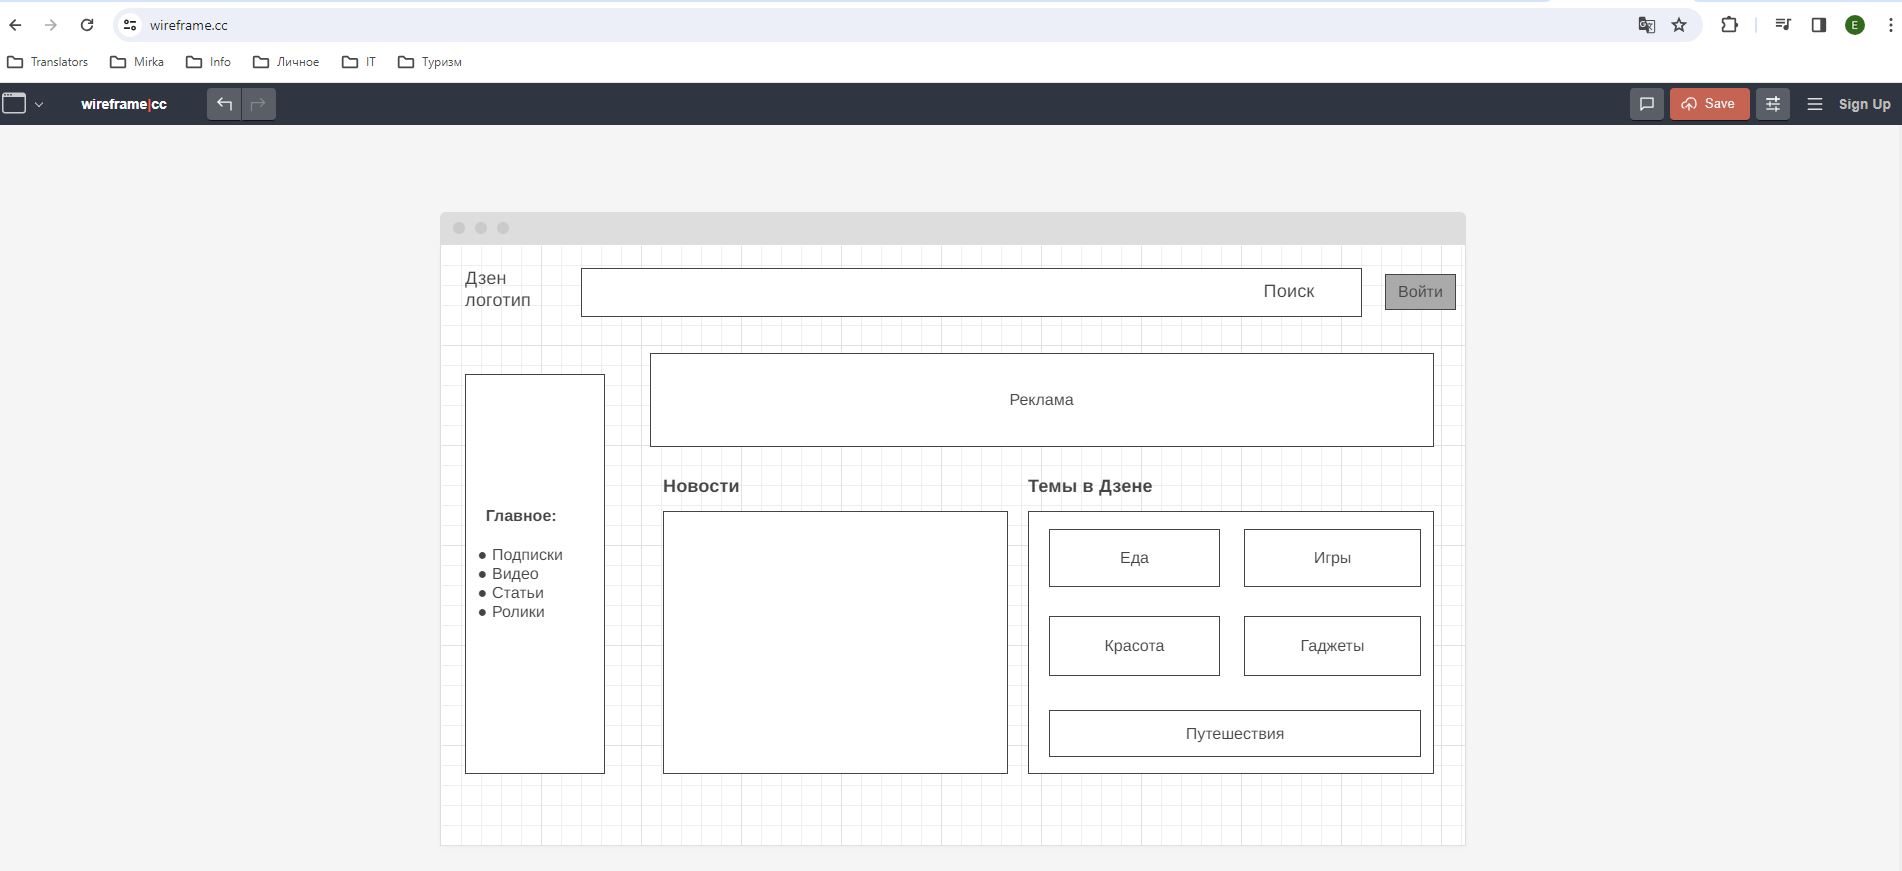 wireframe.cc
E
Translators
Mirka
Info
Личное
IT
Туризм
wireframe|cc
Save
Sign Up
Дзен
логотип
Поиск
Войти
Реклама
Главное:
● Подписки
● Видео
● Статьи
● Ролики
Новости
Темы в Дзене
Еда
Игры
Красота
Гаджеты
Путешествия